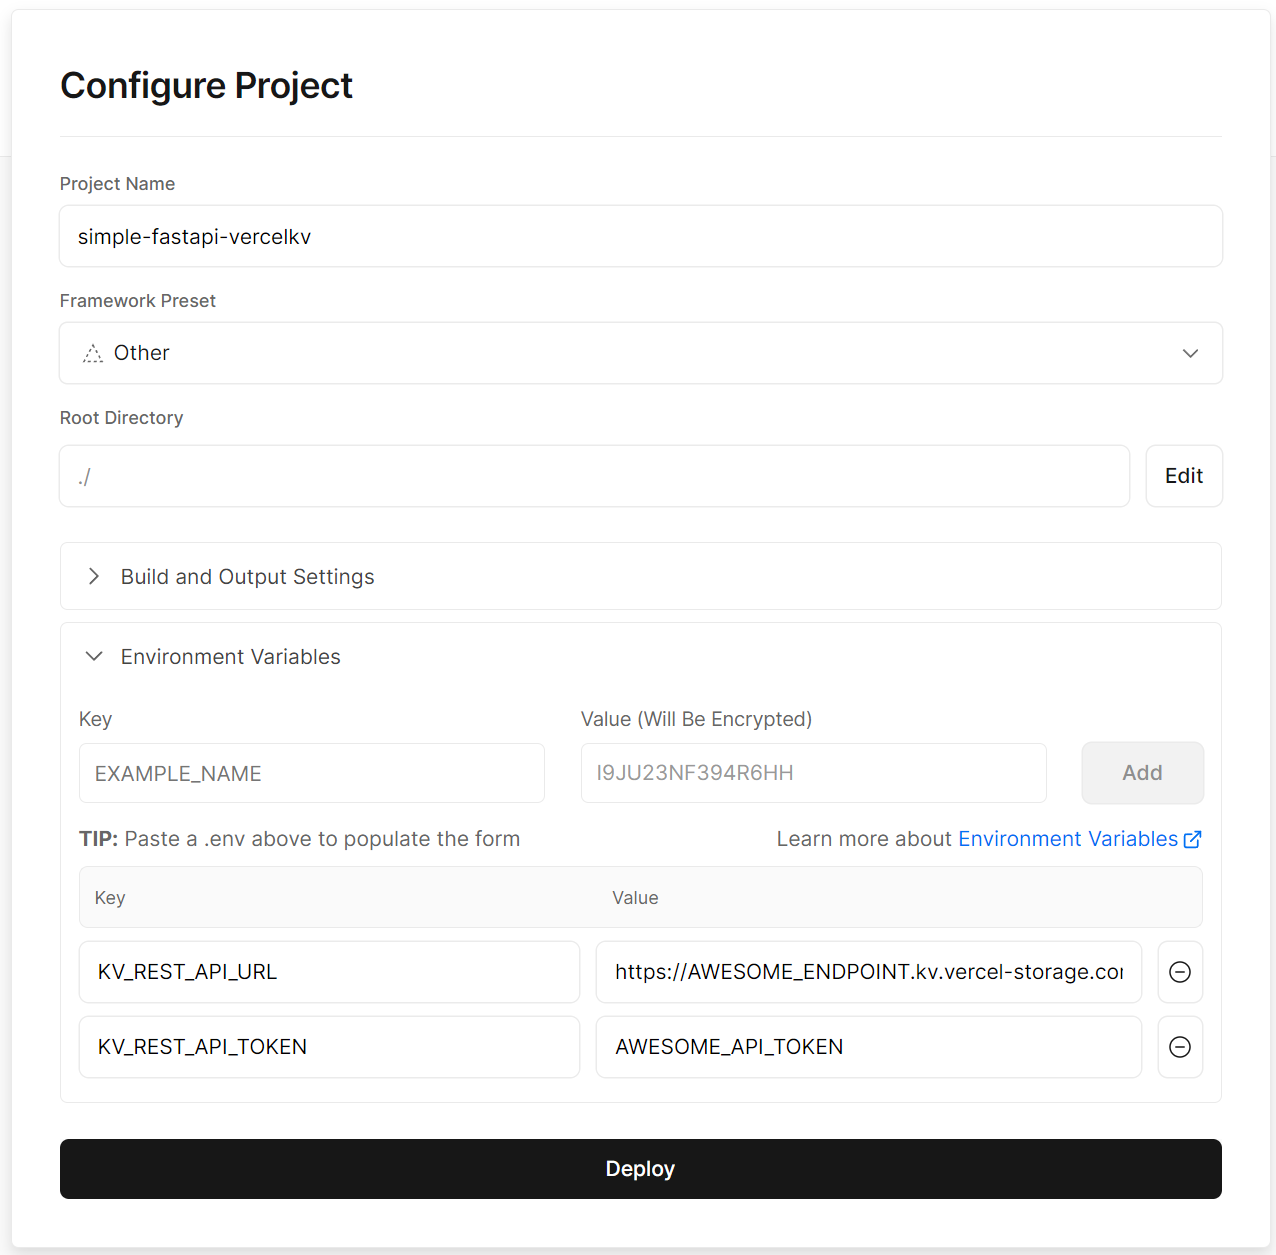 Configure Project
Project Name
simple-fastapi-vercelkv
Framework Preset
Other
Root Directory
./
Edit
Build and Output Settings
Environment Variables
Key Value (Will Be Encrypted)
EXAMPLE_NAME I9JU23NF394R6HH Add
TIP: Paste a .env above to populate the form Learn more about Environment Variables
Key Value
KV_REST_API_URL https://AWESOME_ENDPOINT.kv.vercel-storage.cor
KV_REST_API_TOKEN AWESOME_API_TOKEN
Deploy